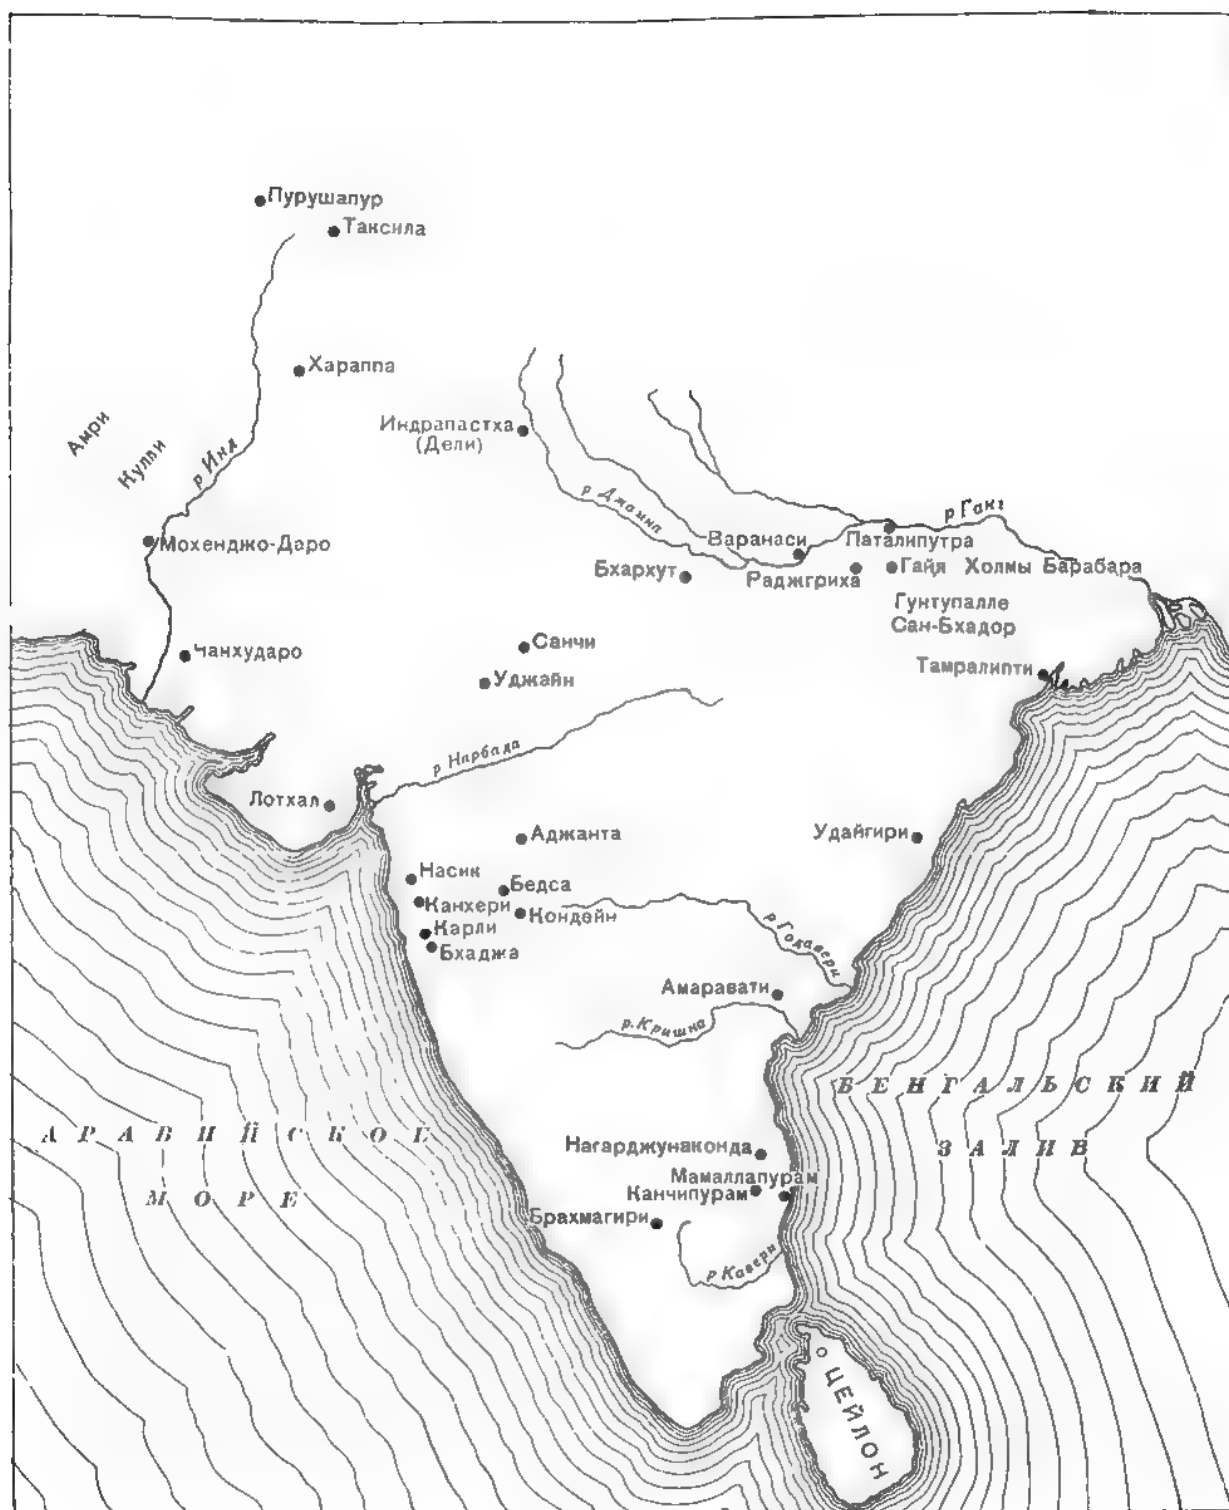 Пурушапур
Таксила
Хараппа
Амри
Кулли
р Инд
Индрапастха
(Дели)
р Джамна
р Ганг
Мохенджо-Даро
Варанаси
Паталипутра
Бхархут
Раджгриха
Гайя
Холмы Барабара
Гунтупалле
Сан-Бхадор
Чанхударо
Санчи
Тамралипти
Уджайн
р Нарбада
Лотхал
Аджанта
Удайгири
Насик
Бедса
Канхери
Кондейн
Карли
Бхаджа
р Годавери
Амаравати
р. Кришна
БЕНГАЛЬСКИЙ
ЗАЛИВ
АРАВИЙСКОЕ
МОРЕ
Нагарджунаконда
Мамаллапурам
Канчипурам
Брахмагири
р Кавери
ЦЕЙЛОН